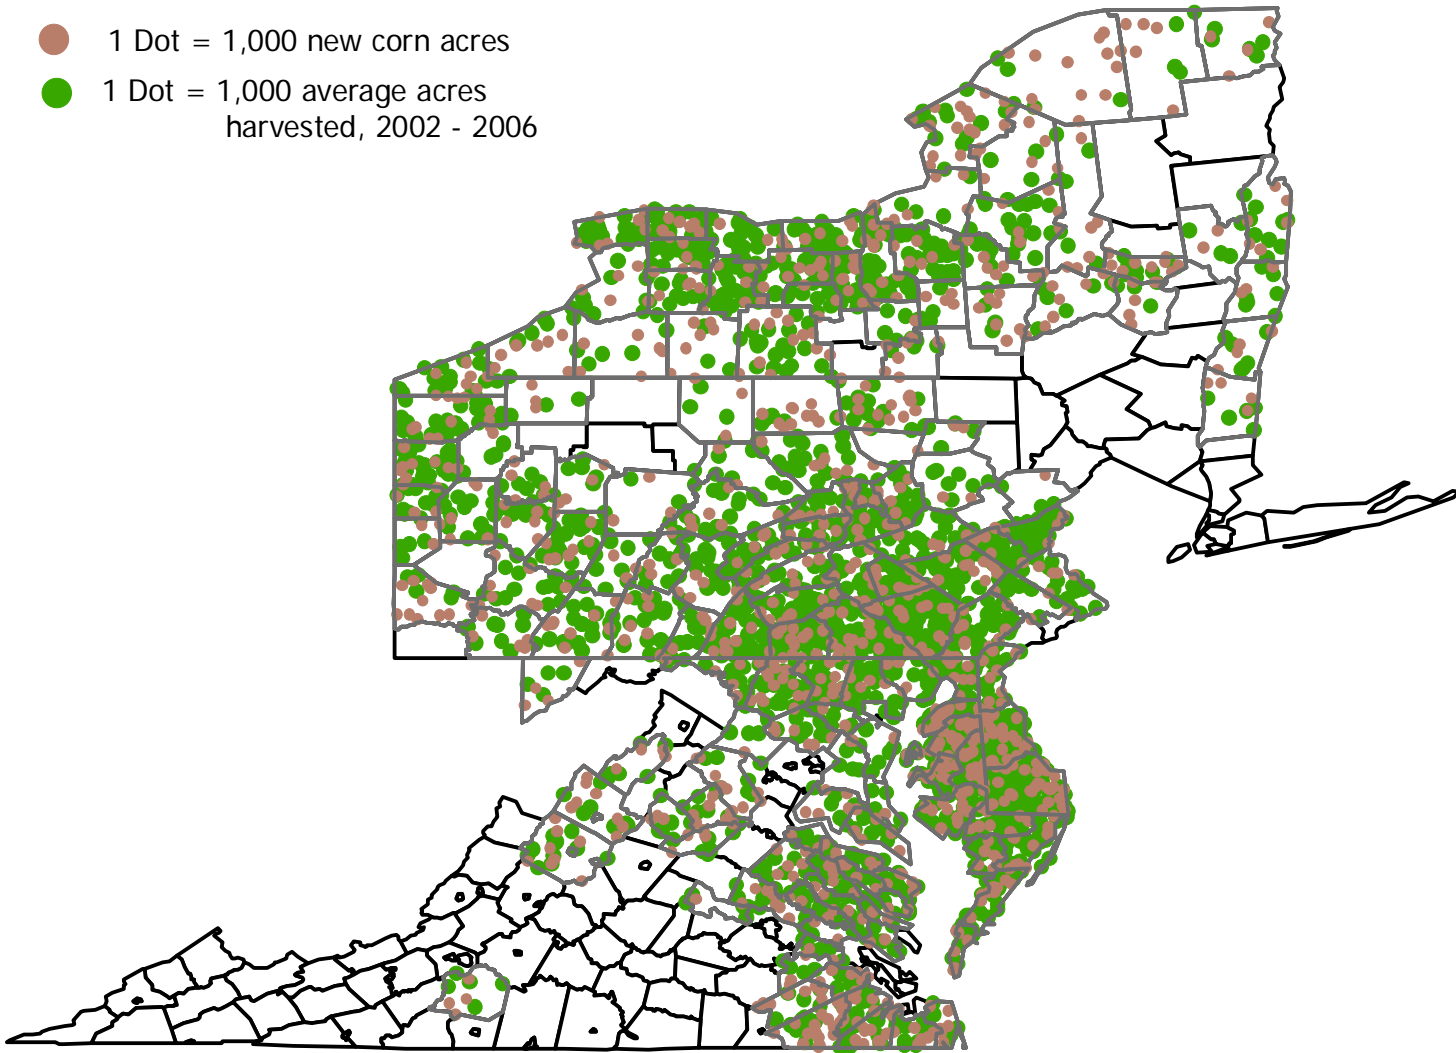 1 Dot = 1,000 new corn acres
1 Dot = 1,000 average acres
harvested, 2002 - 2006